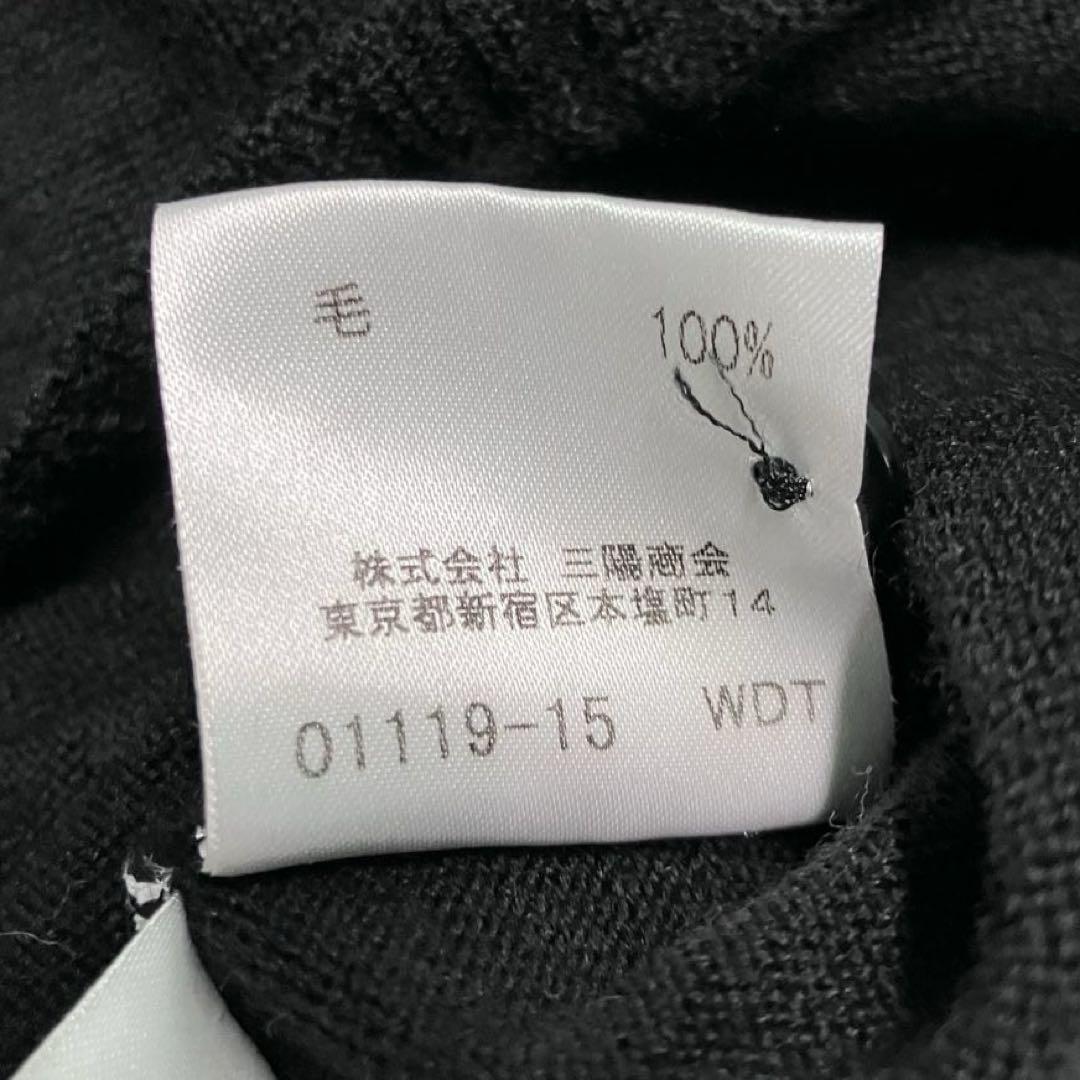 毛 100%
株式会社 三陽商会
東京都新宿区本塩町14
01119-15 WDT